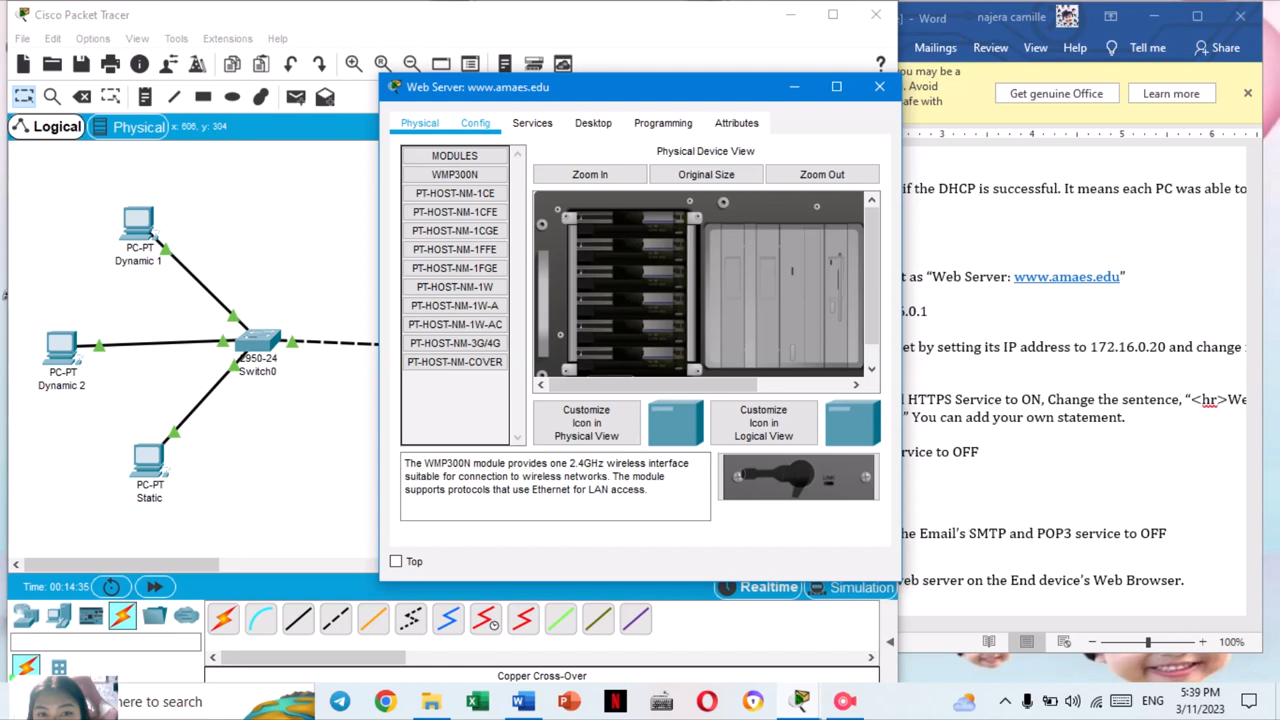 Cisco Packet Tracer
File Edit Options View Tools Extensions Help
Logical
Physical x: 606, y: 304
PC-PT
Dynamic 1
PC-PT
Dynamic 2
2950-24
Switch0
PC-PT
Static
Time: 00:14:35
Realtime
Simulation
Copper Cross-Over
Web Server: www.amaes.edu
Physical Config Services Desktop Programming Attributes
MODULES
WMP300N
PT-HOST-NM-1CE
PT-HOST-NM-1CFE
PT-HOST-NM-1CGE
PT-HOST-NM-1FFE
PT-HOST-NM-1FGE
PT-HOST-NM-1W
PT-HOST-NM-1W-A
PT-HOST-NM-1W-AC
PT-HOST-NM-3G/4G
PT-HOST-NM-COVER
Physical Device View
Zoom In Original Size Zoom Out
Customize
Icon in
Physical View
Customize
Icon in
Logical View
The WMP300N module provides one 2.4GHz wireless interface
suitable for connection to wireless networks. The module
supports protocols that use Ethernet for LAN access.
Top
-] - Word najera camille
Mailings Review View Help Tell me Share
you may be a
. Avoid
afe with
Get genuine Office Learn more
3 4 5 6
if the DHCP is successful. It means each PC was able to
t as “Web Server: www.amaes.edu”
6.0.1
et by setting its IP address to 172.16.0.20 and change
HTTPS Service to ON, Change the sentence, “<hr>We
” You can add your own statement.
rvice to OFF
he Email's SMTP and POP3 service to OFF
web server on the End device's Web Browser.
100%
here to search
ENG
5:39 PM
3/11/2023